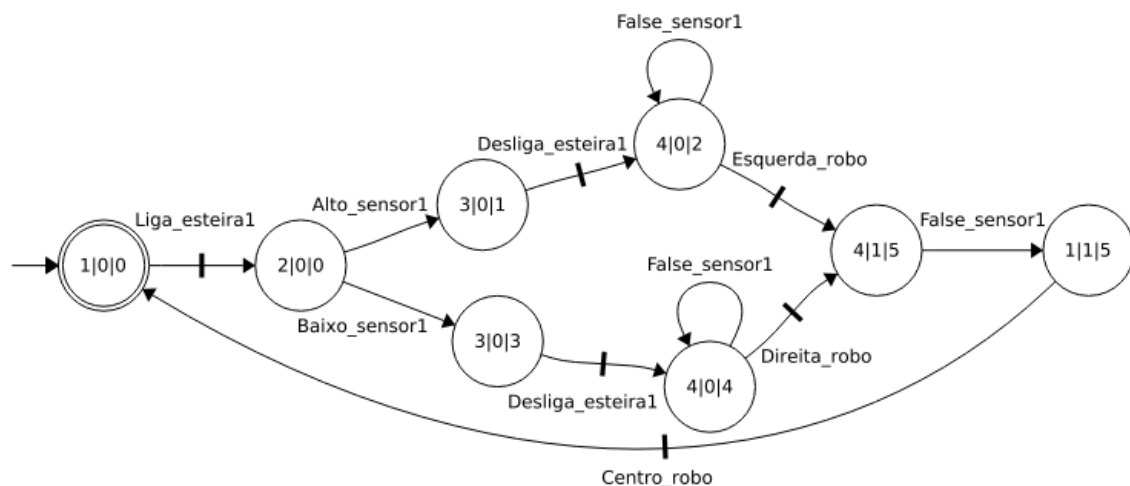 False_sensor1
4|0|2
Desliga_esteira1
Esquerda_robo
Alto_sensor1
3|0|1
Liga_esteira1
False_sensor1
4|1|5
1|1|5
1|0|0
2|0|0
False_sensor1
Baixo_sensor1
3|0|3
Direita_robo
4|0|4
Desliga_esteira1
Centro_robo